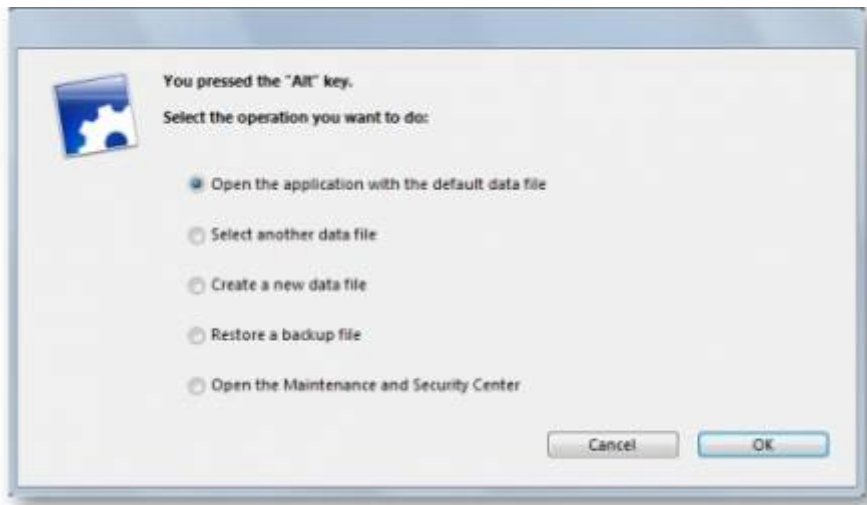 You pressed the "Alt" key.
Select the operation you want to do:
Open the application with the default data file
Select another data file
Create a new data file
Restore a backup file
Open the Maintenance and Security Center
Cancel OK